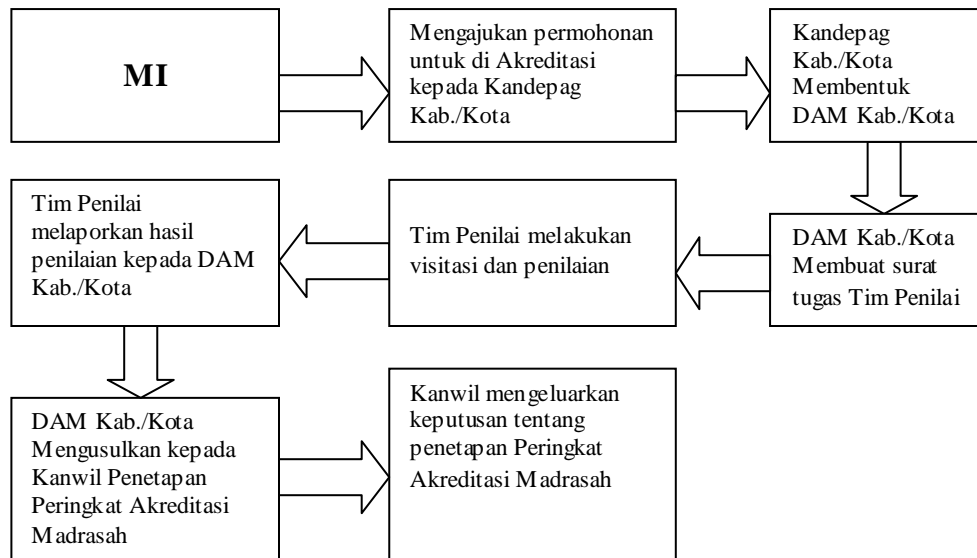 MI
Mengajukan permohonan
untuk di Akreditasi
kepada Kandepag
Kab./Kota
Kandepag
Kab./Kota
Membentuk
DAM Kab./Kota
DAM Kab./Kota
Membuat surat
tugas Tim Penilai
Tim Penilai melakukan
visitasi dan penilaian
Tim Penilai
melaporkan hasil
penilaian kepada DAM
Kab./Kota
DAM Kab./Kota
Mengusulkan kepada
Kanwil Penetapan
Peringkat Akreditasi
Madrasah
Kanwil mengeluarkan
keputusan tentang
penetapan Peringkat
Akreditasi Madrasah